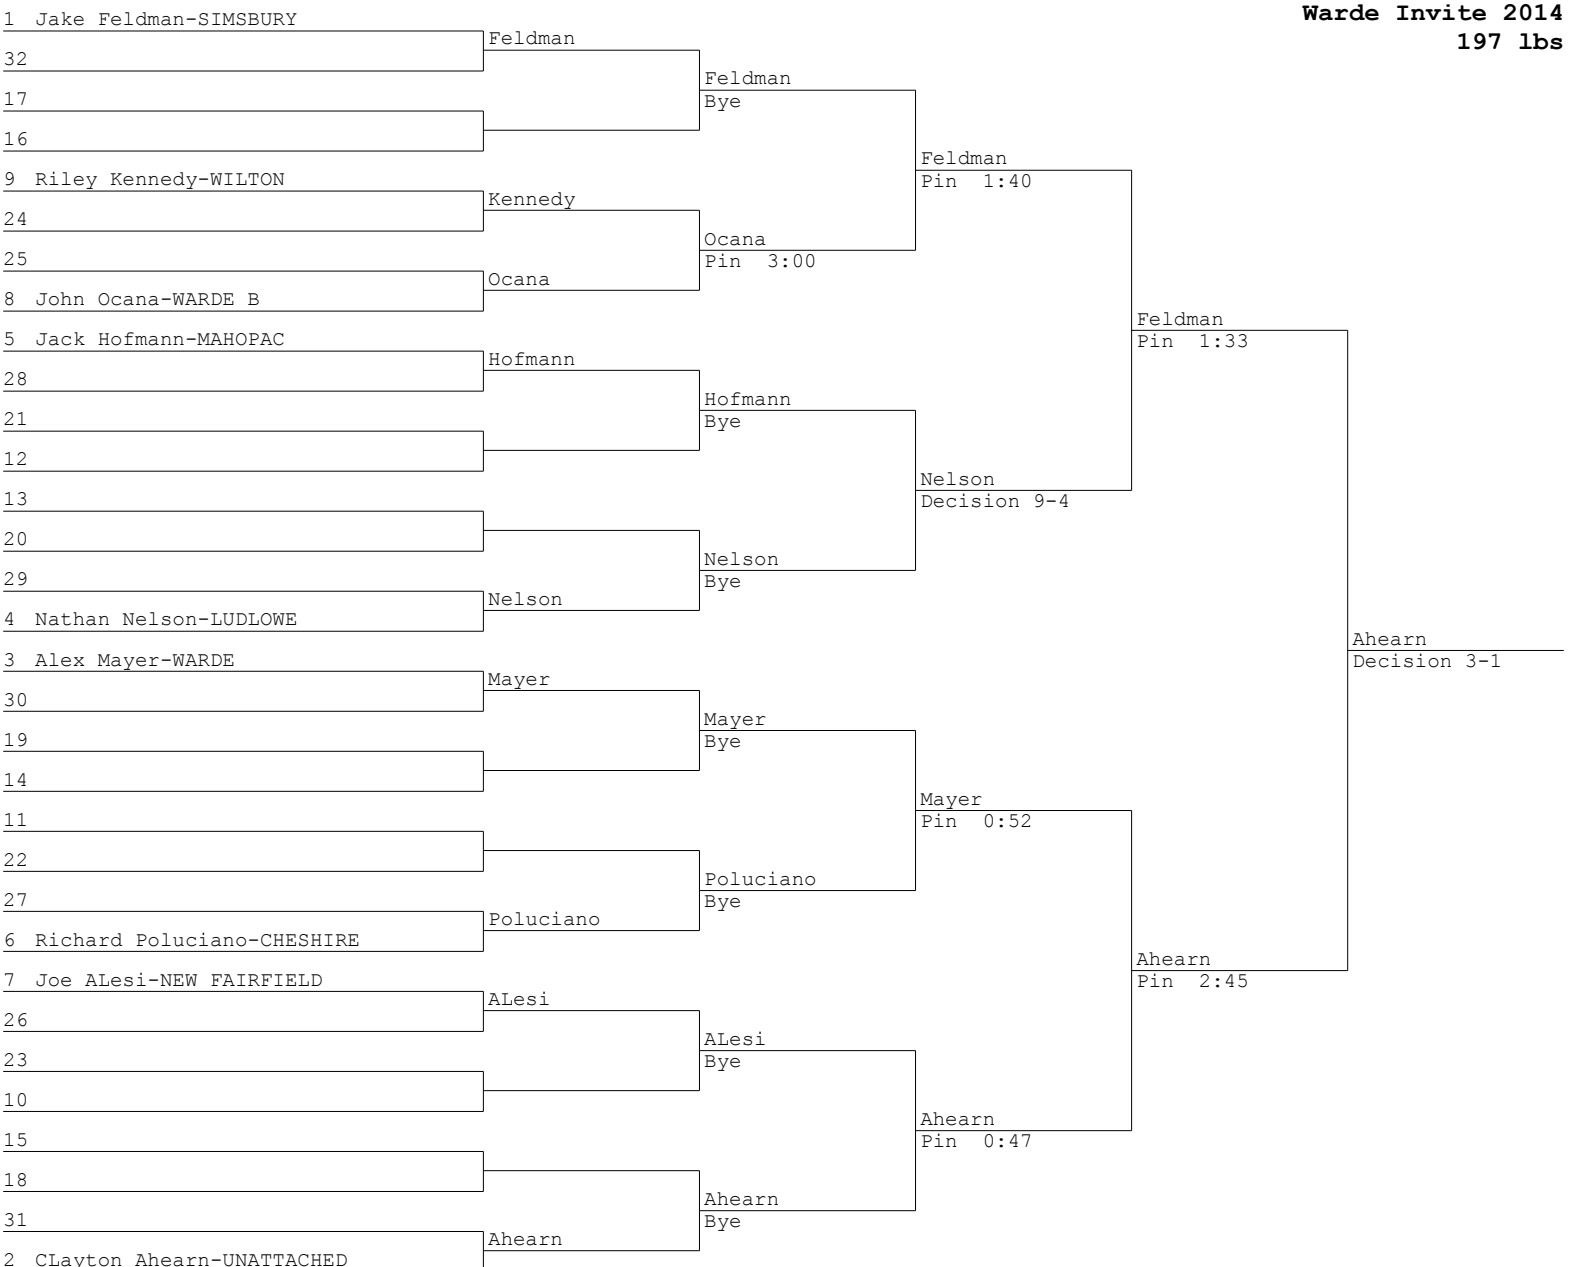 Warde Invite 2014
197 lbs
1 Jake Feldman-SIMSBURY
32
17
16
9 Riley Kennedy-WILTON
24
25
8 John Ocana-WARDE B
5 Jack Hofmann-MAHOPAC
28
21
12
13
20
29
4 Nathan Nelson-LUDLOWE
3 Alex Mayer-WARDE
30
19
14
11
22
27
6 Richard Poluciano-CHESHIRE
7 Joe ALesi-NEW FAIRFIELD
26
23
10
15
18
31
2 CLayton Ahearn-UNATTACHED
Feldman
Kennedy
Ocana
Hofmann
Nelson
Mayer
Poluciano
ALesi
Ahearn
Feldman
Bye
Ocana
Pin 3:00
Hofmann
Bye
Nelson
Bye
Mayer
Bye
Poluciano
Bye
ALesi
Bye
Ahearn
Bye
Feldman
Pin 1:40
Nelson
Decision 9-4
Mayer
Pin 0:52
Ahearn
Pin 0:47
Feldman
Pin 1:33
Ahearn
Pin 2:45
Ahearn
Decision 3-1